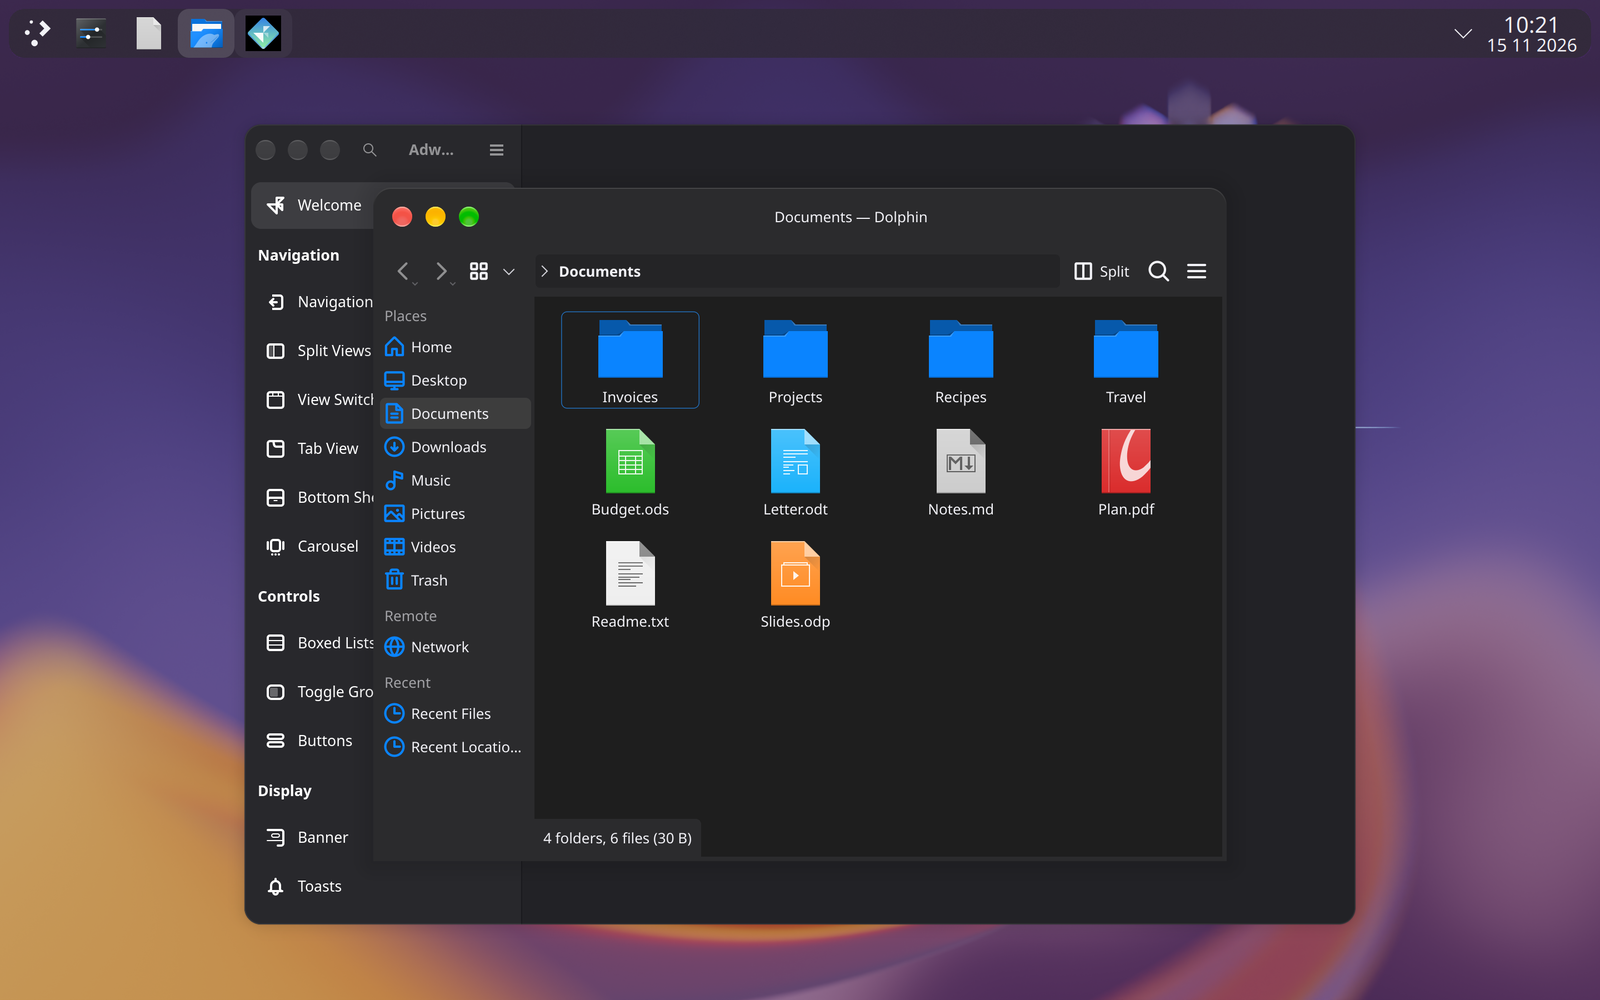 10:21
15 11 2026
Adw...
Welcome
Navigation
Navigation
Split Views
View Switch
Tab View
Bottom She
Carousel
Controls
Boxed Lists
Toggle Gro
Buttons
Display
Banner
Toasts
Documents — Dolphin
Documents
Split
Places
Home
Desktop
Documents
Downloads
Music
Pictures
Videos
Trash
Remote
Network
Recent
Recent Files
Recent Locatio...
Invoices
Projects
Recipes
Travel
Budget.ods
Letter.odt
Notes.md
Plan.pdf
Readme.txt
Slides.odp
4 folders, 6 files (30 B)